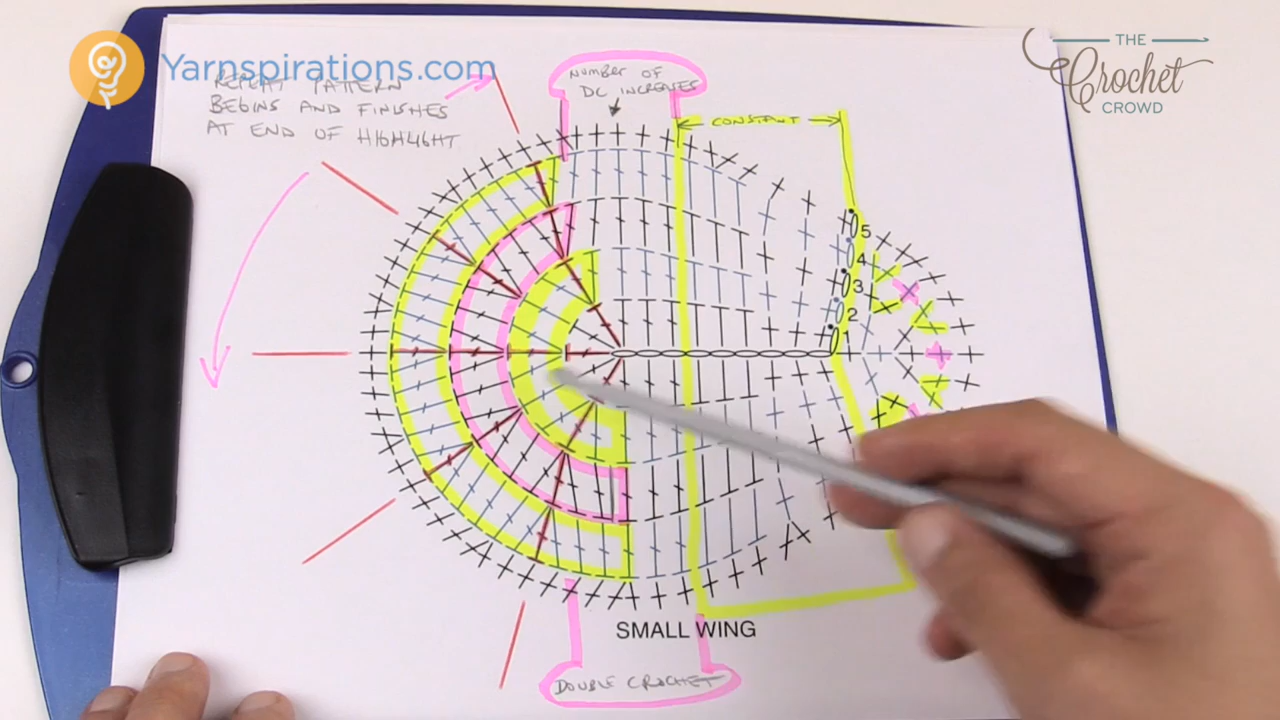 Yarnspirations.com
THE
Crochet
CROWD
REPEAT PATTERN
BEGINS AND FINISHES
AT END OF HIGHLIGHT
NUMBER OF
DC INCREASES
CONSTANT
5
4
3
2
1
SMALL WING
DOUBLE CROCHET